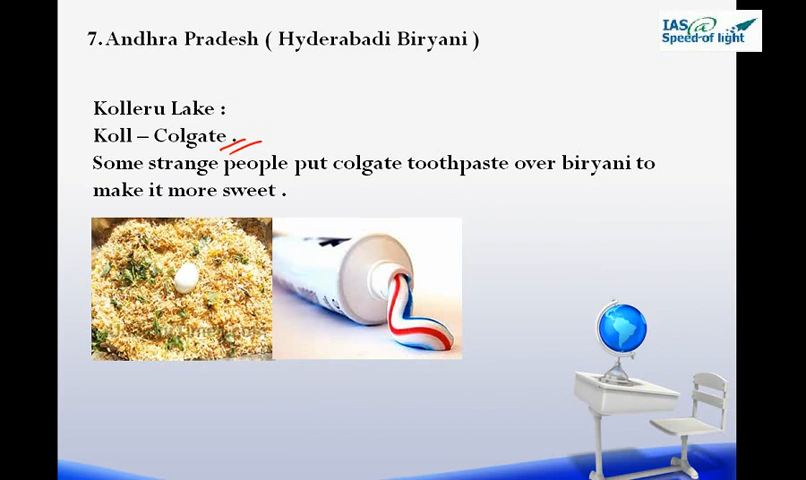 7. Andhra Pradesh ( Hyderabadi Biryani )
IAS@
Speed of light
Kolleru Lake :
Koll – Colgate .
Some strange people put colgate toothpaste over biryani to
make it more sweet .